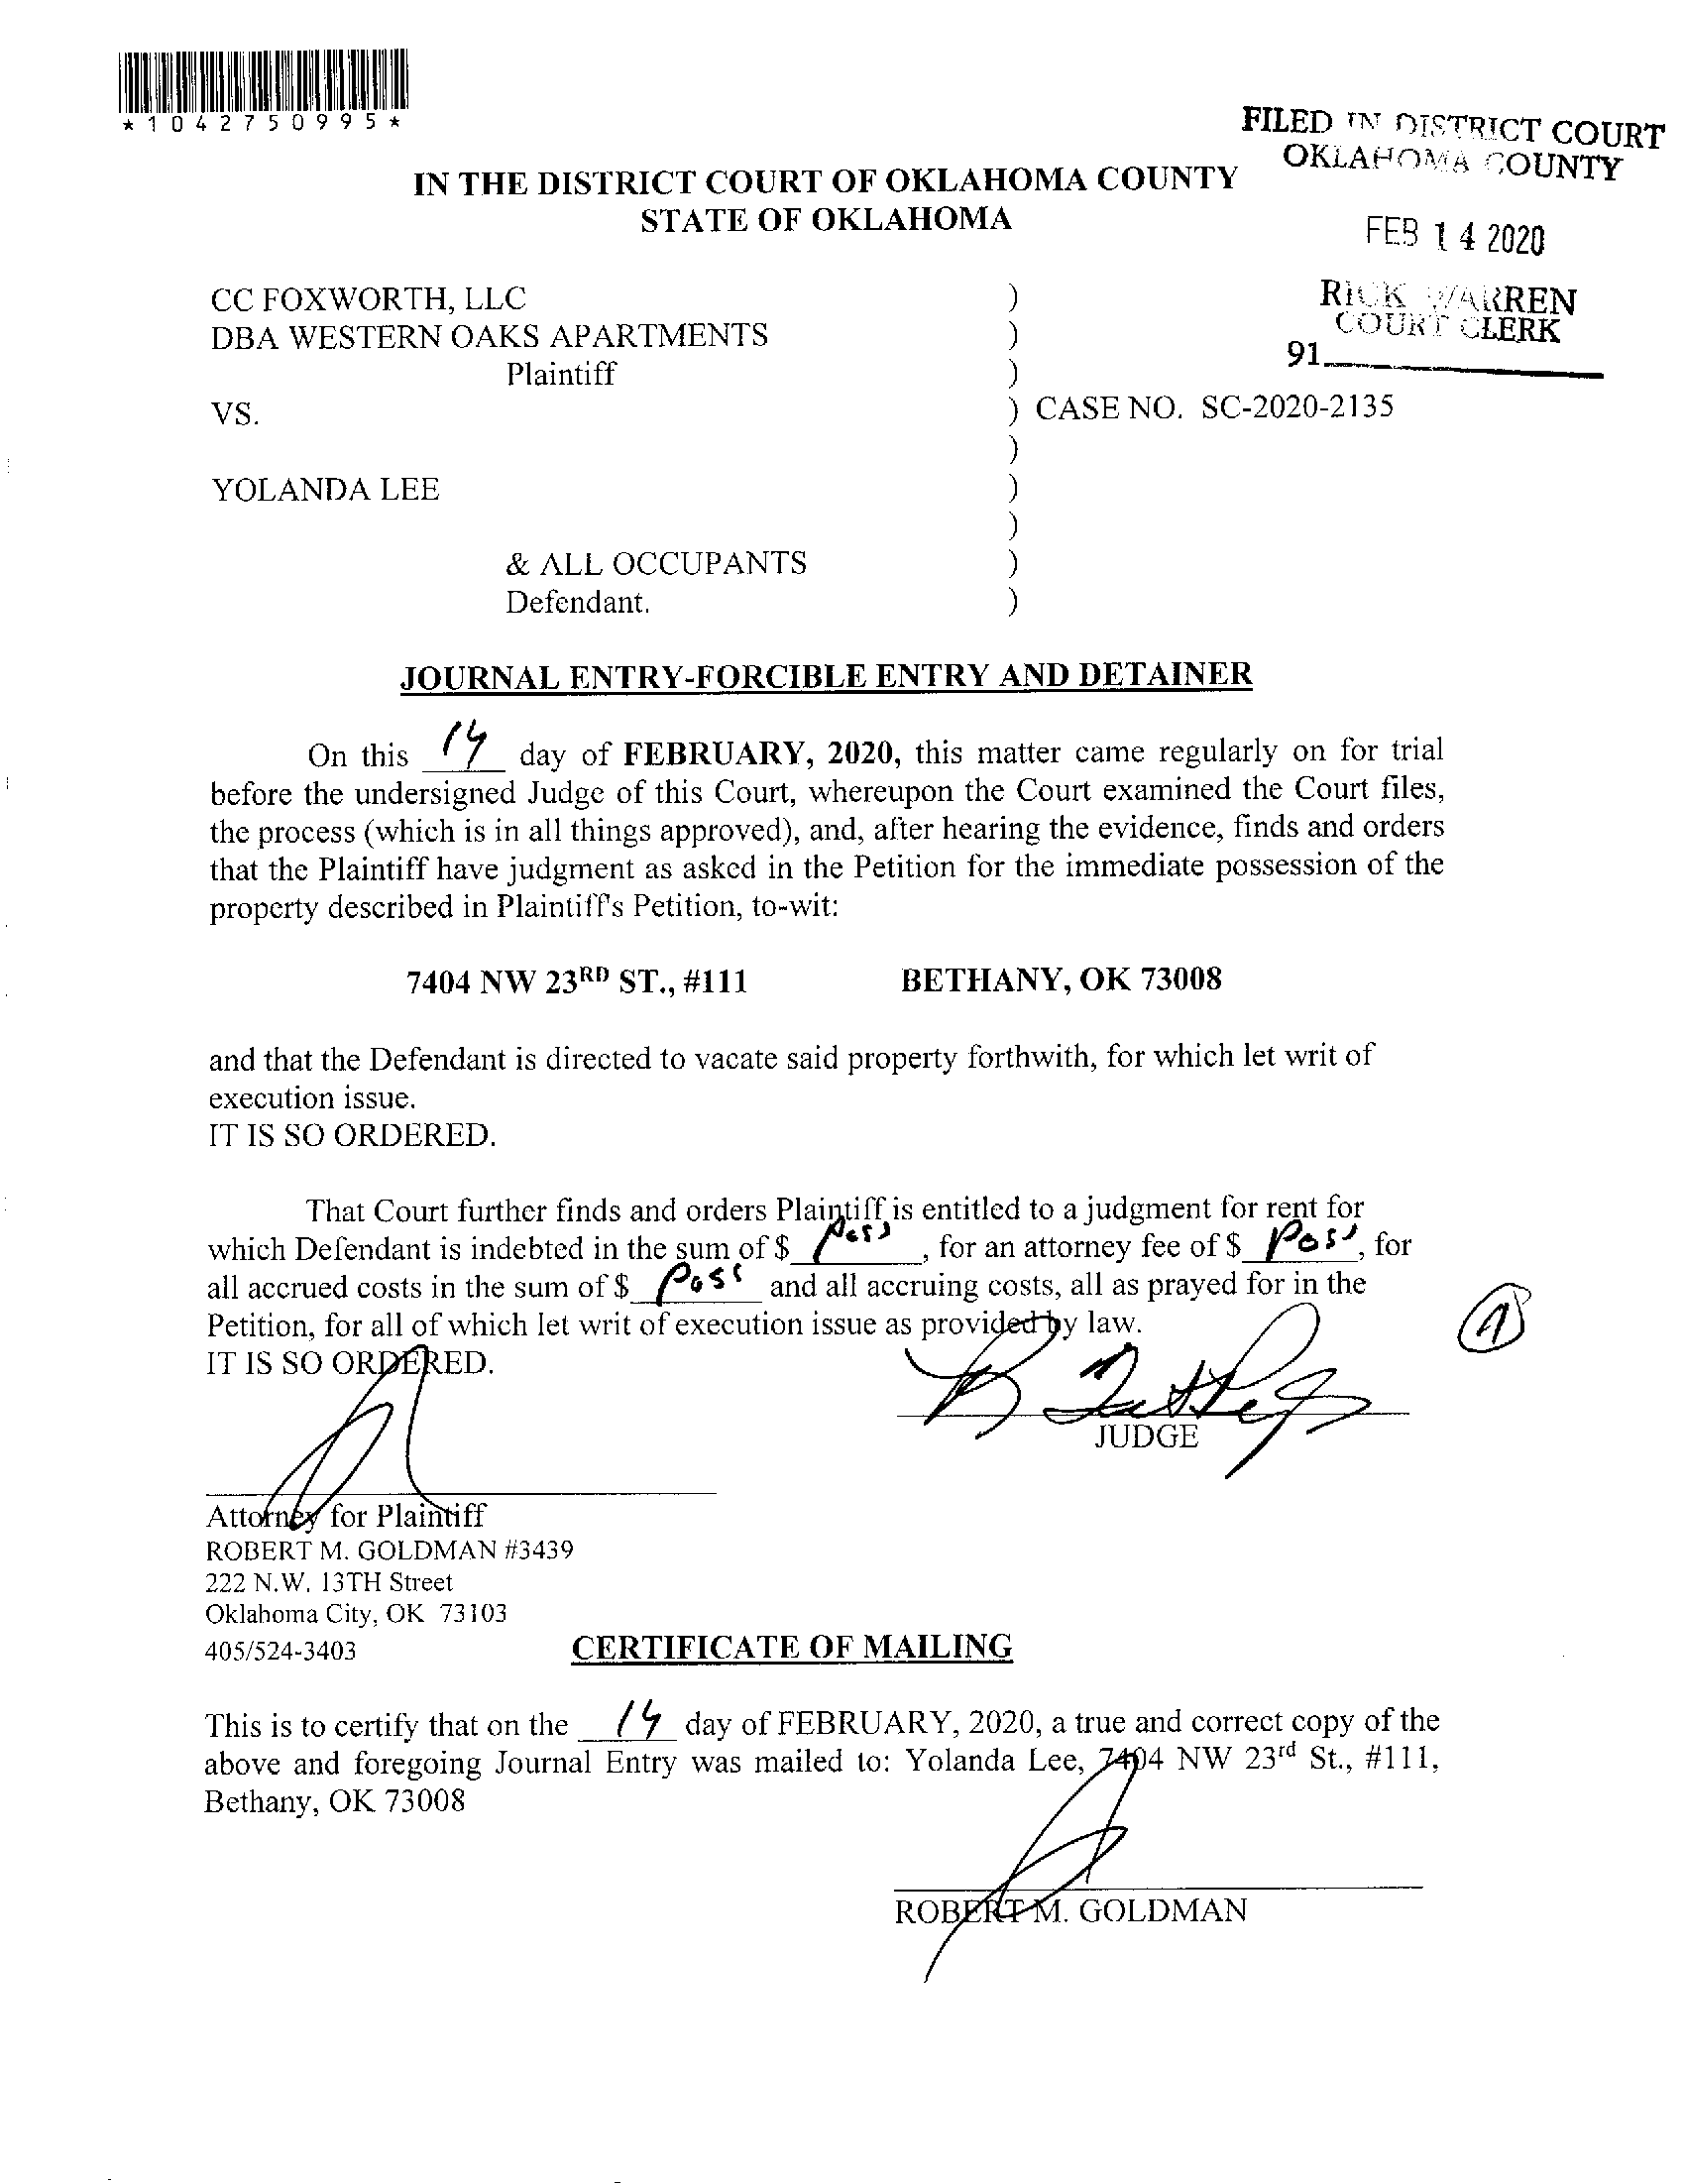 *1042750995*
FILED IN DISTRICT COURT
OKLAHOMA COUNTY
FEB 14 2020
RICK WARREN
COURT CLERK
91
IN THE DISTRICT COURT OF OKLAHOMA COUNTY
STATE OF OKLAHOMA
CC FOXWORTH, LLC )
DBA WESTERN OAKS APARTMENTS )
Plaintiff )
VS. ) CASE NO. SC-2020-2135
)
YOLANDA LEE )
)
& ALL OCCUPANTS )
Defendant. )
JOURNAL ENTRY-FORCIBLE ENTRY AND DETAINER
On this 14 day of FEBRUARY, 2020, this matter came regularly on for trial
before the undersigned Judge of this Court, whereupon the Court examined the Court files,
the process (which is in all things approved), and, after hearing the evidence, finds and orders
that the Plaintiff have judgment as asked in the Petition for the immediate possession of the
property described in Plaintiff's Petition, to-wit:
7404 NW 23RD ST., #111 BETHANY, OK 73008
and that the Defendant is directed to vacate said property forthwith, for which let writ of
execution issue.
IT IS SO ORDERED.
That Court further finds and orders Plaintiff is entitled to a judgment for rent for
which Defendant is indebted in the sum of $ Poss, for an attorney fee of $ Poss, for
all accrued costs in the sum of $ Poss and all accruing costs, all as prayed for in the
Petition, for all of which let writ of execution issue as provided by law.
IT IS SO ORDERED.
JUDGE
Attorney for Plaintiff
ROBERT M. GOLDMAN #3439
222 N.W. 13TH Street
Oklahoma City, OK 73103
405/524-3403
CERTIFICATE OF MAILING
This is to certify that on the 14 day of FEBRUARY, 2020, a true and correct copy of the
above and foregoing Journal Entry was mailed to: Yolanda Lee, 7404 NW 23rd St., #111,
Bethany, OK 73008
ROBERT M. GOLDMAN